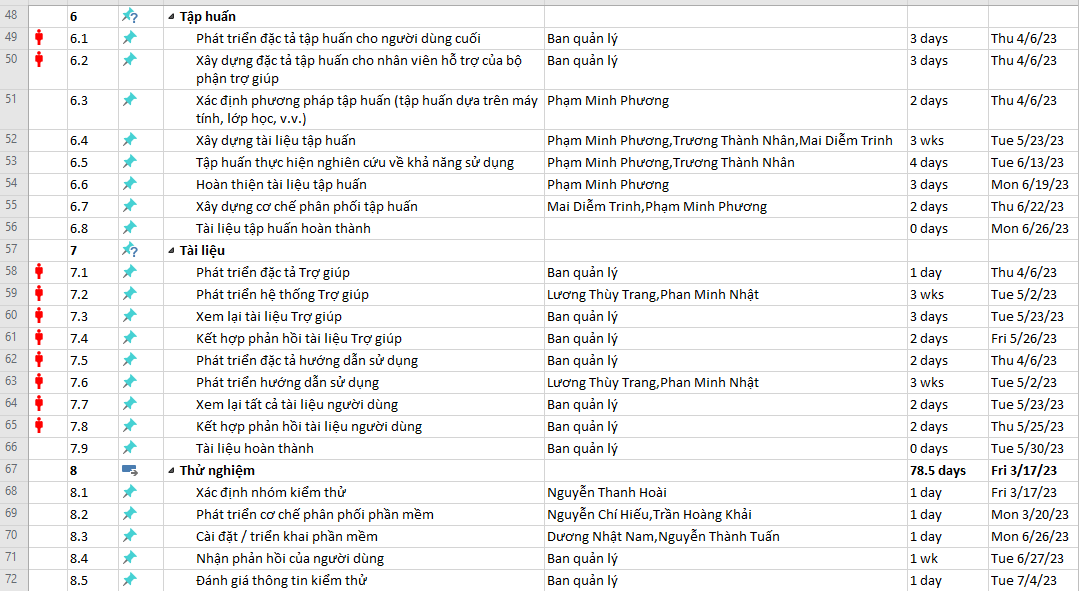 48 6 Tập huấn
49 6.1 Phát triển đặc tả tập huấn cho người dùng cuối Ban quản lý 3 days Thu 4/6/23
50 6.2 Xây dựng đặc tả tập huấn cho nhân viên hỗ trợ của bộ Ban quản lý 3 days Thu 4/6/23
phận trợ giúp
51 6.3 Xác định phương pháp tập huấn (tập huấn dựa trên máy Phạm Minh Phương 2 days Thu 4/6/23
tính, lớp học, v.v.)
52 6.4 Xây dựng tài liệu tập huấn Phạm Minh Phương,Trương Thành Nhân,Mai Diễm Trinh 3 wks Tue 5/23/23
53 6.5 Tập huấn thực hiện nghiên cứu về khả năng sử dụng Phạm Minh Phương,Trương Thành Nhân 4 days Tue 6/13/23
54 6.6 Hoàn thiện tài liệu tập huấn Phạm Minh Phương 3 days Mon 6/19/23
55 6.7 Xây dựng cơ chế phân phối tập huấn Mai Diễm Trinh,Phạm Minh Phương 2 days Thu 6/22/23
56 6.8 Tài liệu tập huấn hoàn thành 0 days Mon 6/26/23
57 7 Tài liệu
58 7.1 Phát triển đặc tả Trợ giúp Ban quản lý 1 day Thu 4/6/23
59 7.2 Phát triển hệ thống Trợ giúp Lương Thùy Trang,Phan Minh Nhật 3 wks Tue 5/2/23
60 7.3 Xem lại tài liệu Trợ giúp Ban quản lý 3 days Tue 5/23/23
61 7.4 Kết hợp phản hồi tài liệu Trợ giúp Ban quản lý 2 days Fri 5/26/23
62 7.5 Phát triển đặc tả hướng dẫn sử dụng Ban quản lý 2 days Thu 4/6/23
63 7.6 Phát triển hướng dẫn sử dụng Lương Thùy Trang,Phan Minh Nhật 3 wks Tue 5/2/23
64 7.7 Xem lại tất cả tài liệu người dùng Ban quản lý 2 days Tue 5/23/23
65 7.8 Kết hợp phản hồi tài liệu người dùng Ban quản lý 2 days Thu 5/25/23
66 7.9 Tài liệu hoàn thành Ban quản lý 0 days Tue 5/30/23
67 8 Thử nghiệm 78.5 days Fri 3/17/23
68 8.1 Xác định nhóm kiểm thử Nguyễn Thanh Hoài 1 day Fri 3/17/23
69 8.2 Phát triển cơ chế phân phối phần mềm Nguyễn Chí Hiếu,Trần Hoàng Khải 1 day Mon 3/20/23
70 8.3 Cài đặt / triển khai phần mềm Dương Nhật Nam,Nguyễn Thành Tuấn 1 day Mon 6/26/23
71 8.4 Nhận phản hồi của người dùng Ban quản lý 1 wk Tue 6/27/23
72 8.5 Đánh giá thông tin kiểm thử Ban quản lý 1 day Tue 7/4/23